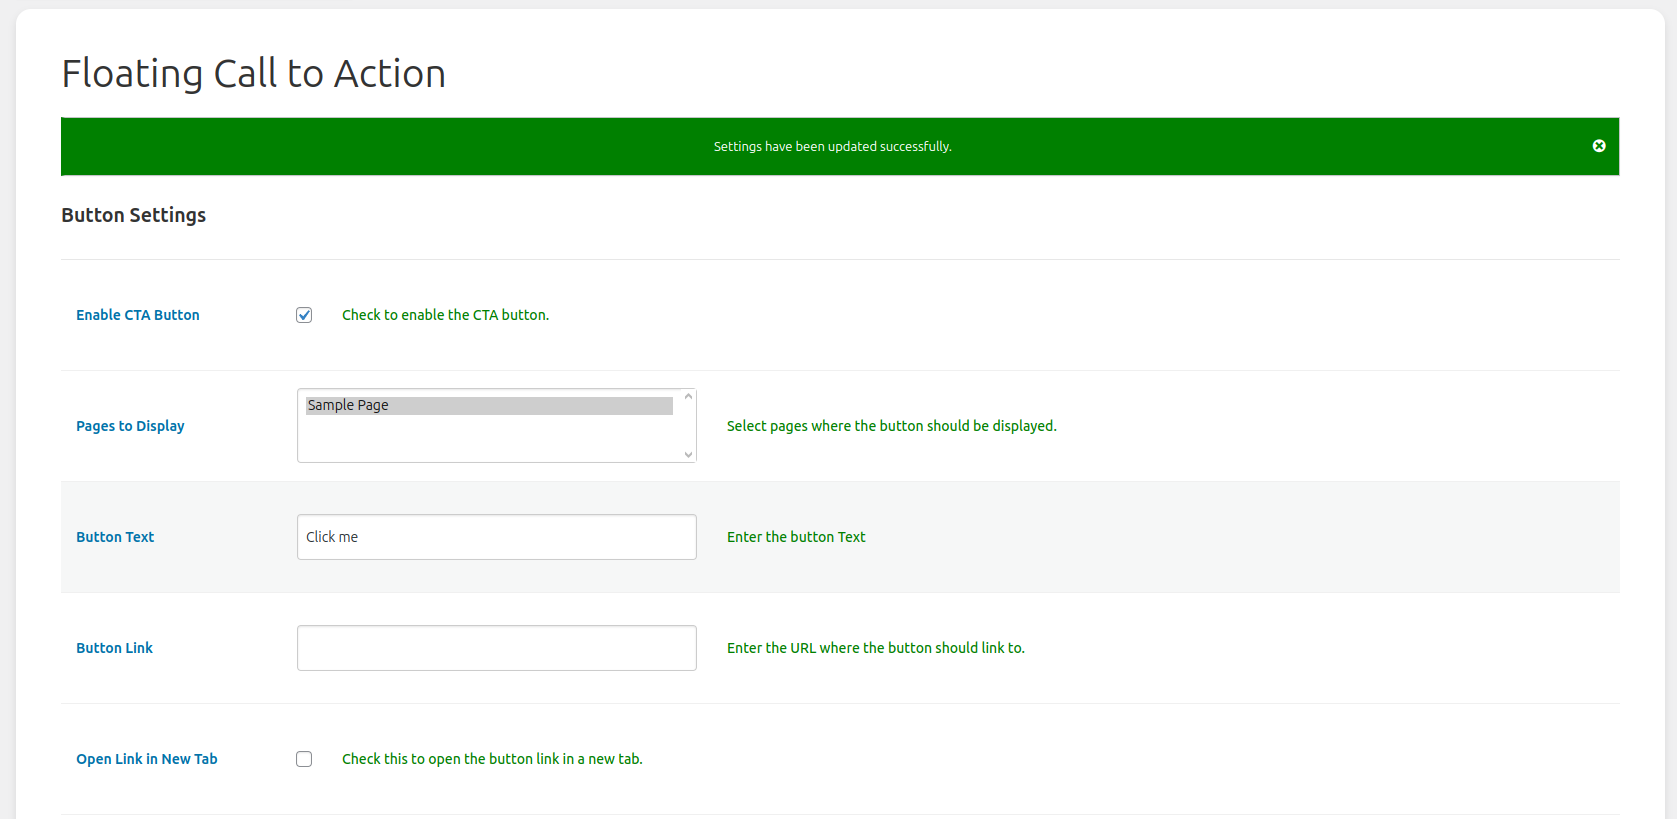 Floating Call to Action
Settings have been updated successfully.
Button Settings
Enable CTA Button
Check to enable the CTA button.
Pages to Display
Sample Page
Select pages where the button should be displayed.
Button Text
Click me
Enter the button Text
Button Link
Enter the URL where the button should link to.
Open Link in New Tab
Check this to open the button link in a new tab.